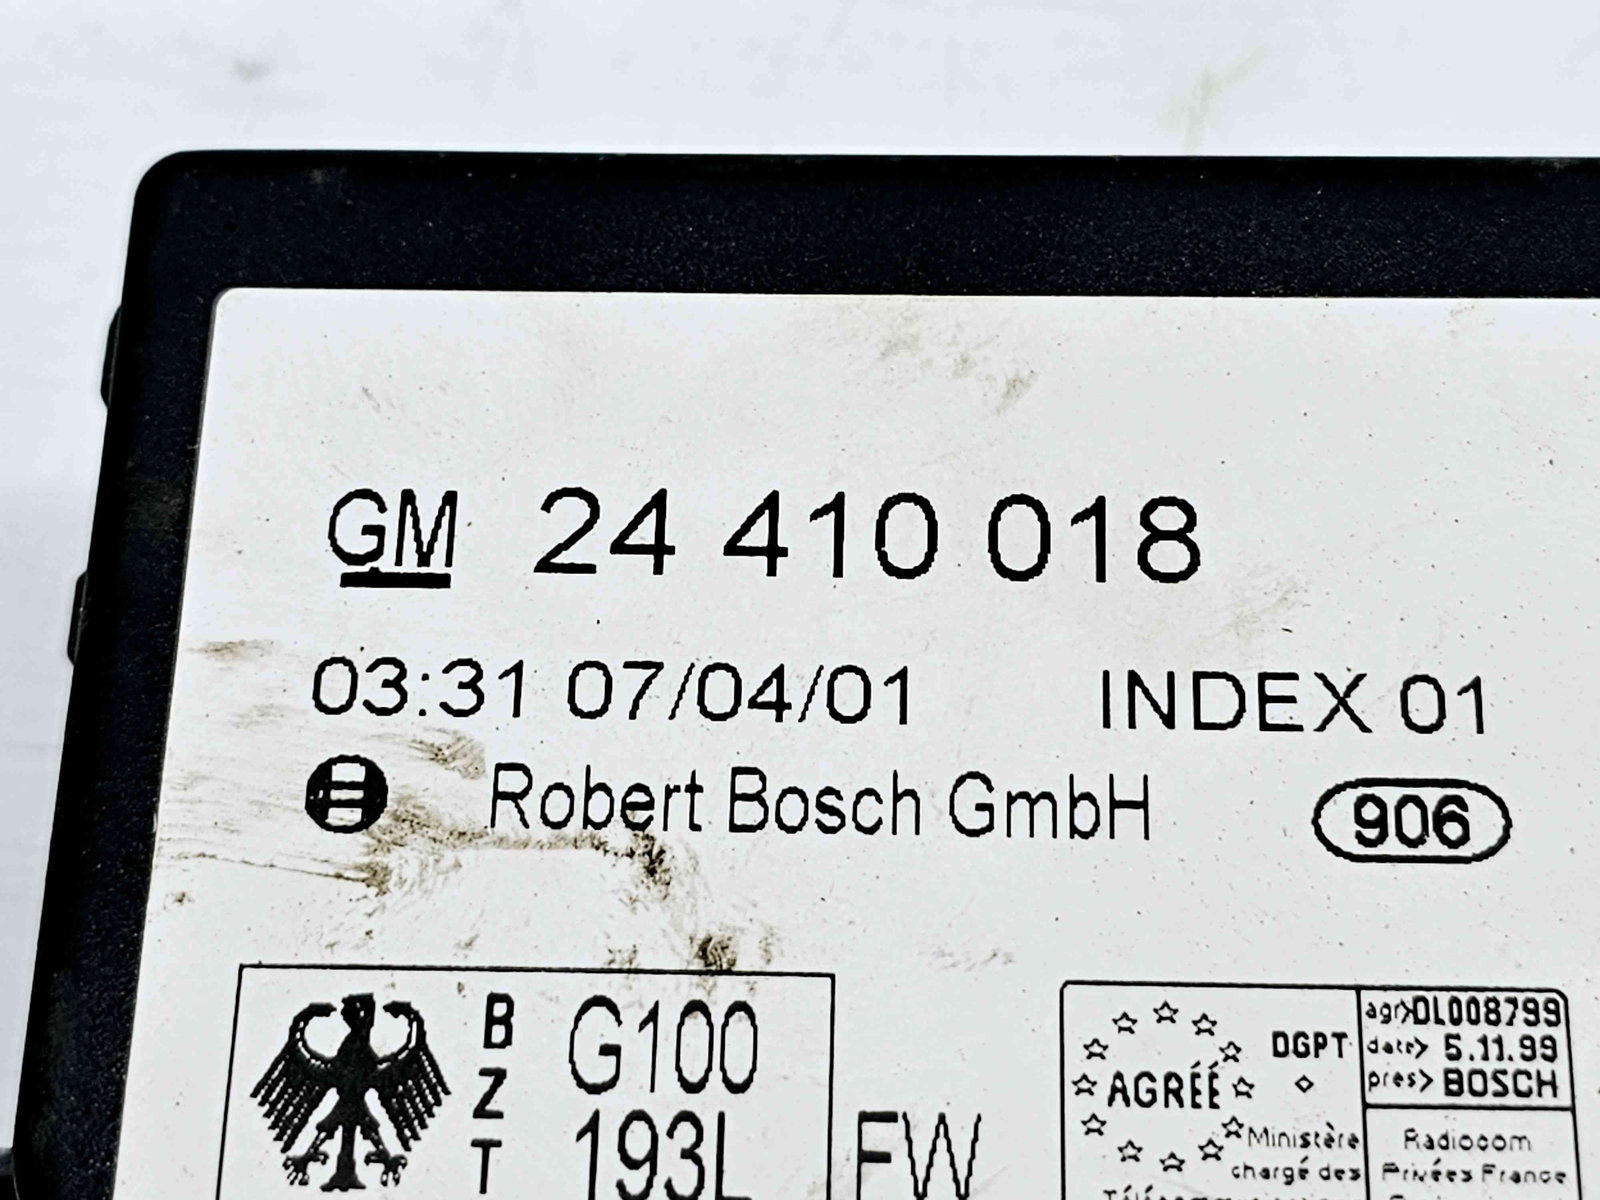 GM 24 410 018
03:31 07/04/01 INDEX 01
Robert Bosch GmbH 906
B Z T
G100
193L FW
AGRÉÉ
DGPT
agr>DL008799
date> 5.11.99
pres> BOSCH
Ministère
chargé des
Radiocom
Privées France